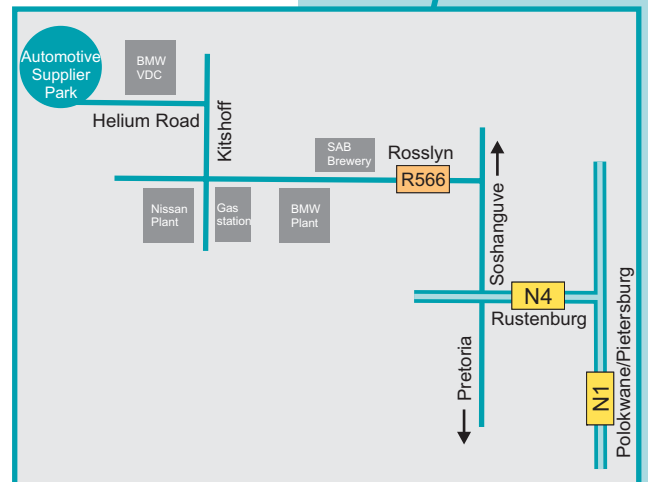 Automotive
Supplier
Park
BMW
VDC
Helium Road
Kitshoff
SAB
Brewery
Rosslyn
R566
Nissan
Plant
Gas
station
BMW
Plant
Soshanguve
N4
Rustenburg
Pretoria
N1
Polokwane/Pietersburg